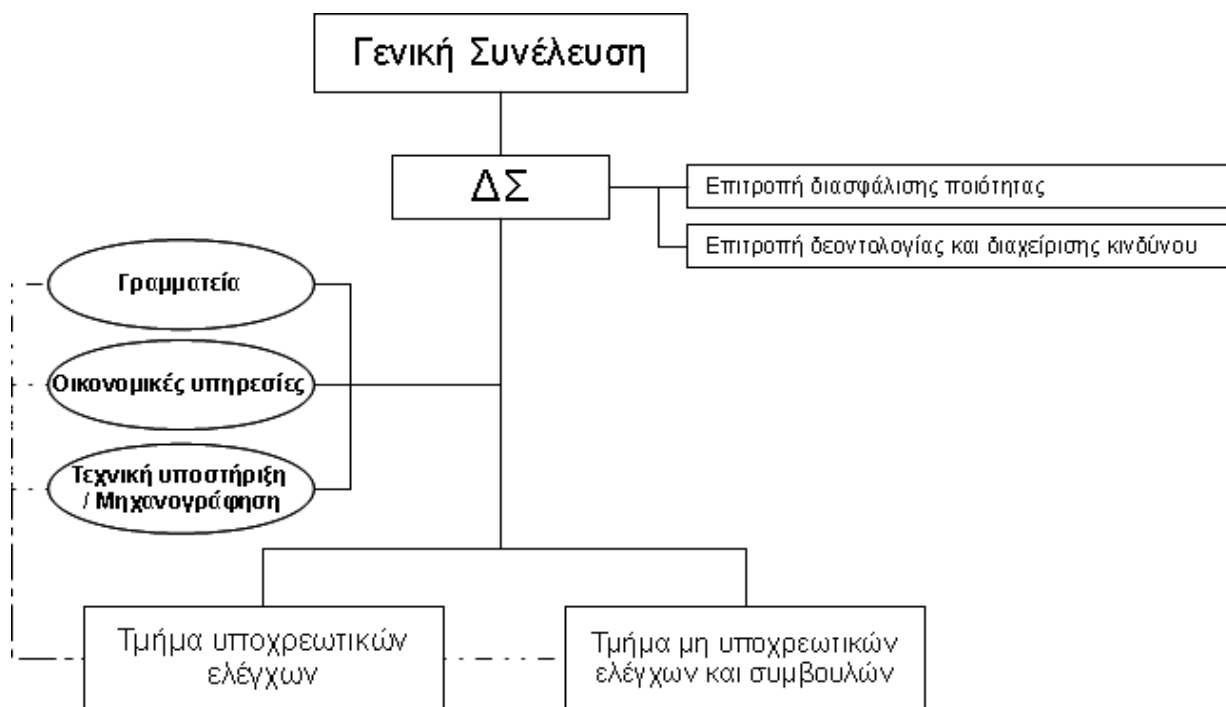 Γενική Συνέλευση
ΔΣ
Επιτροπή διασφάλισης ποιότητας
Επιτροπή δεοντολογίας και διαχείρισης κινδύνου
Γραμματεία
Οικονομικές υπηρεσίες
Τεχνική υποστήριξη
/ Μηχανογράφηση
Τμήμα υποχρεωτικών
ελέγχων
Τμήμα μη υποχρεωτικών
ελέγχων και συμβουλών